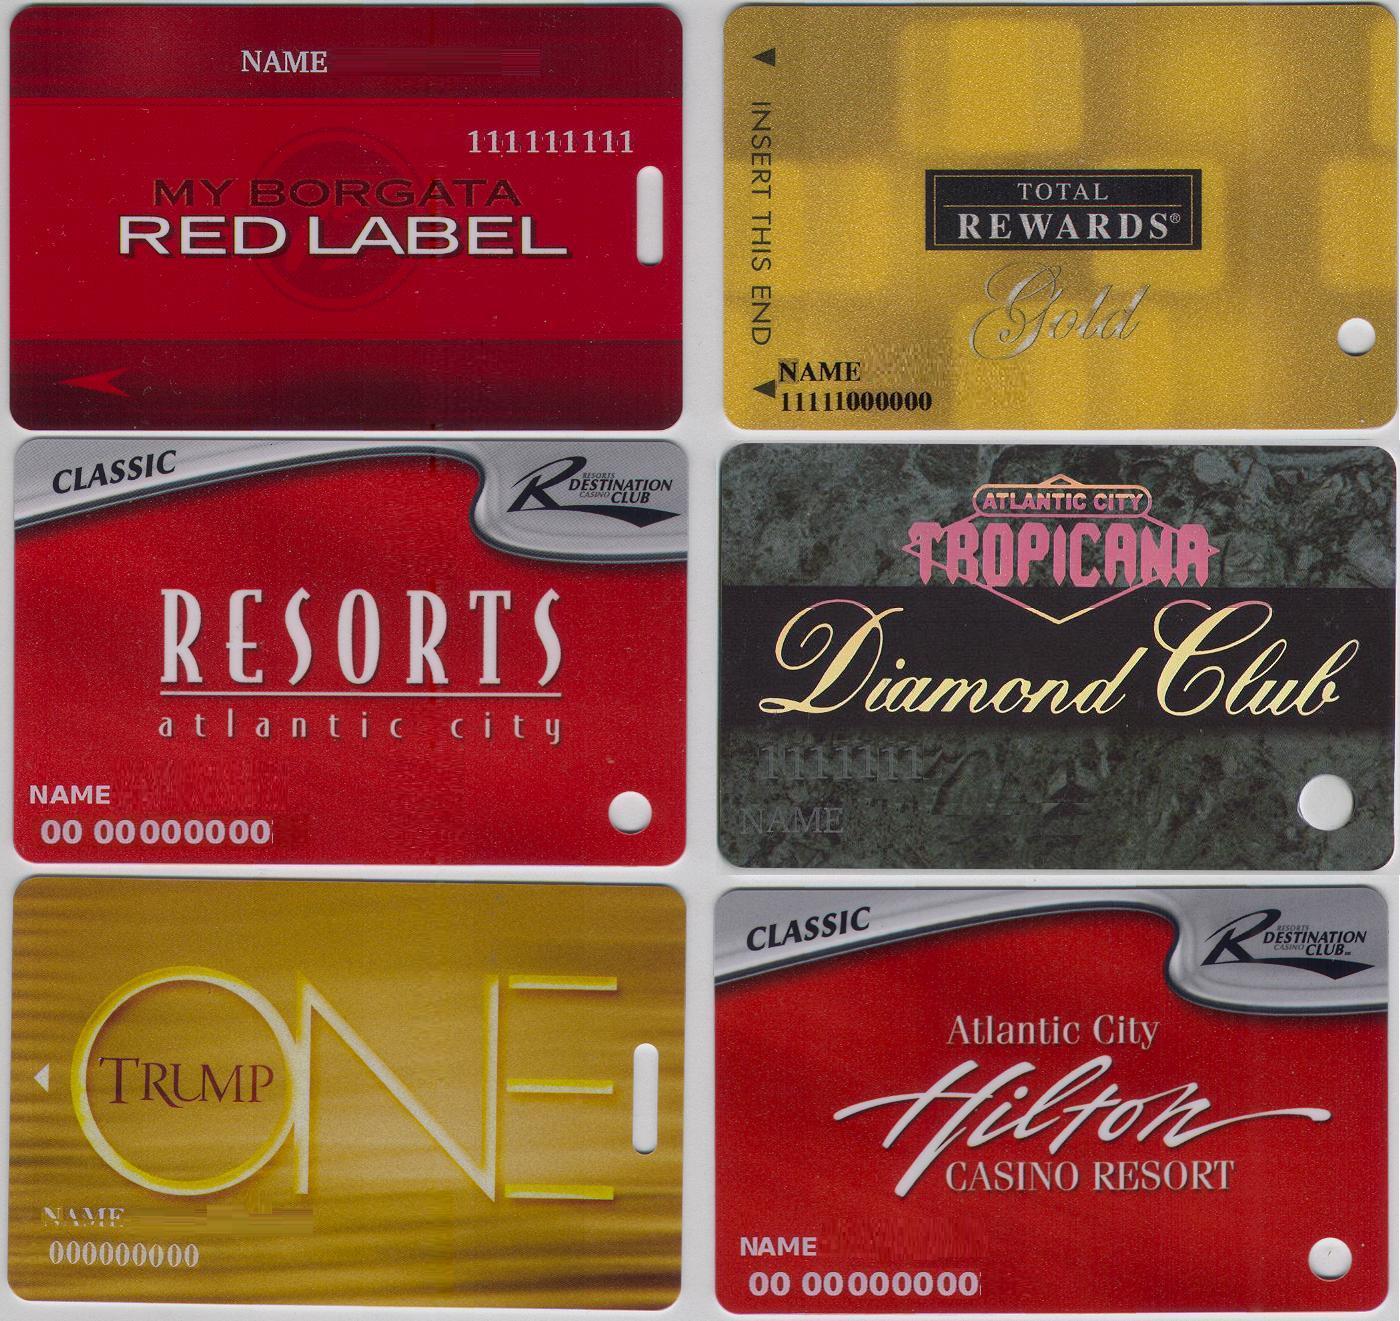 NAME
111111111
MY BORGATA
RED LABEL
INSERT THIS END
TOTAL
REWARDS®
Gold
NAME
11111000000
CLASSIC
R RESORTS
DESTINATION
CASINO CLUB
RESORTS
atlantic city
NAME
00 00000000
ATLANTIC CITY
TROPICANA
Diamond Club
1111111
NAME
TRUMP
ONE
NAME
000000000
CLASSIC
R RESORTS
DESTINATION
CASINO CLUB
Atlantic City
Hilton
CASINO RESORT
NAME
00 00000000